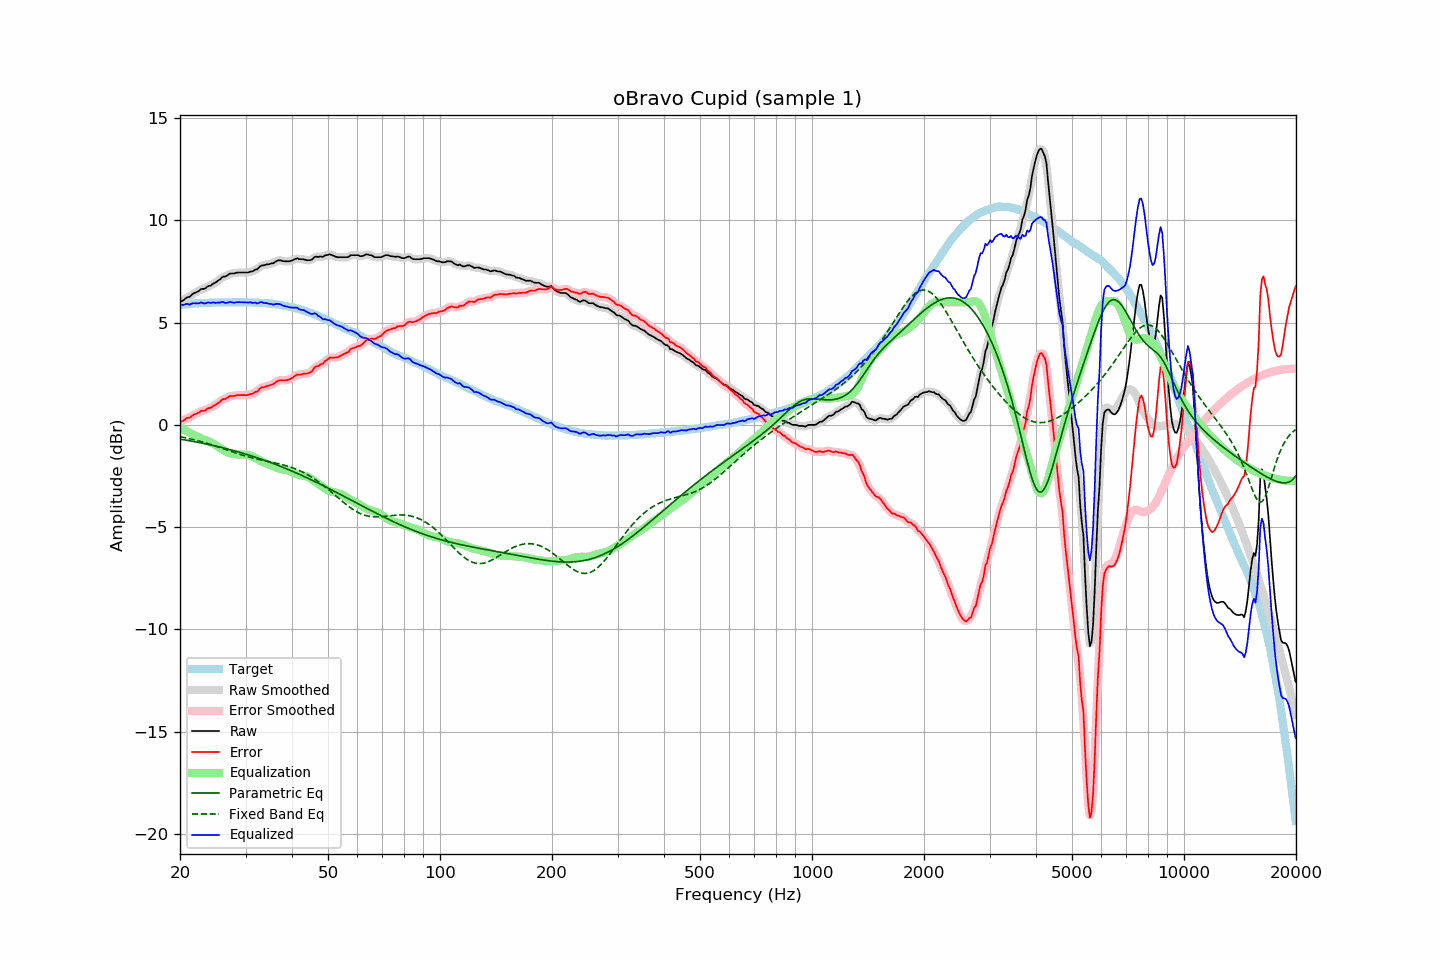 oBravo Cupid (sample 1)
15
10
5
0
−5
−10
−15
−20
Amplitude (dBr)
Target
Raw Smoothed
Error Smoothed
Raw
Error
Equalization
Parametric Eq
Fixed Band Eq
Equalized
20 50 100 200 500 1000 2000 5000 10000 20000
Frequency (Hz)